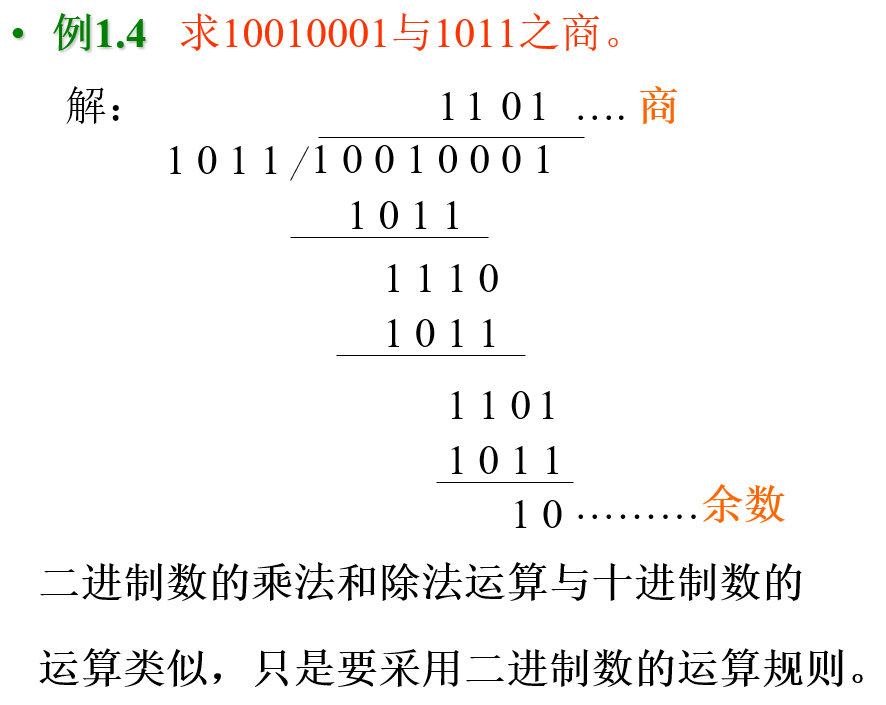 • 例1.4 求10010001与1011之商。
解： 1 1 0 1 …. 商
1 0 1 1 /1 0 0 1 0 0 0 1
1 0 1 1
1 1 1 0
1 0 1 1
1 1 0 1
1 0 1 1
1 0 ………余数
二进制数的乘法和除法运算与十进制数的
运算类似，只是要采用二进制数的运算规则。